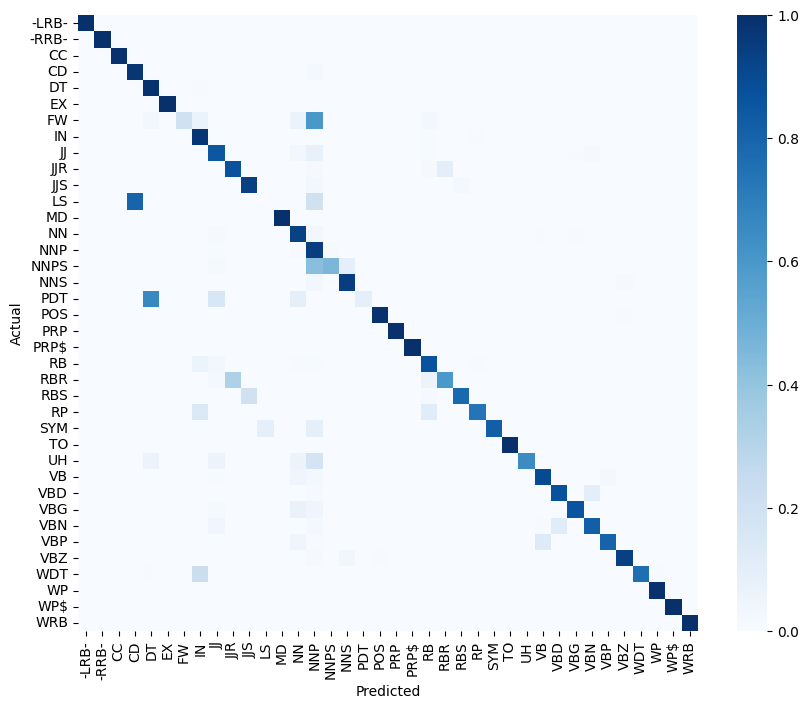 Actual
-LRB-
-RRB-
CC
CD
DT
EX
FW
IN
JJ
JJR
JJS
LS
MD
NN
NNP
NNPS
NNS
PDT
POS
PRP
PRP$
RB
RBR
RBS
RP
SYM
TO
UH
VB
VBD
VBG
VBN
VBP
VBZ
WDT
WP
WP$
WRB
-LRB- -RRB- CC CD DT EX FW IN JJ JJR JJS LS MD NN NNP NNPS NNS PDT POS PRP PRP$ RB RBR RBS RP SYM TO UH VB VBD VBG VBN VBP VBZ WDT WP WP$ WRB
Predicted
1.0
0.8
0.6
0.4
0.2
0.0